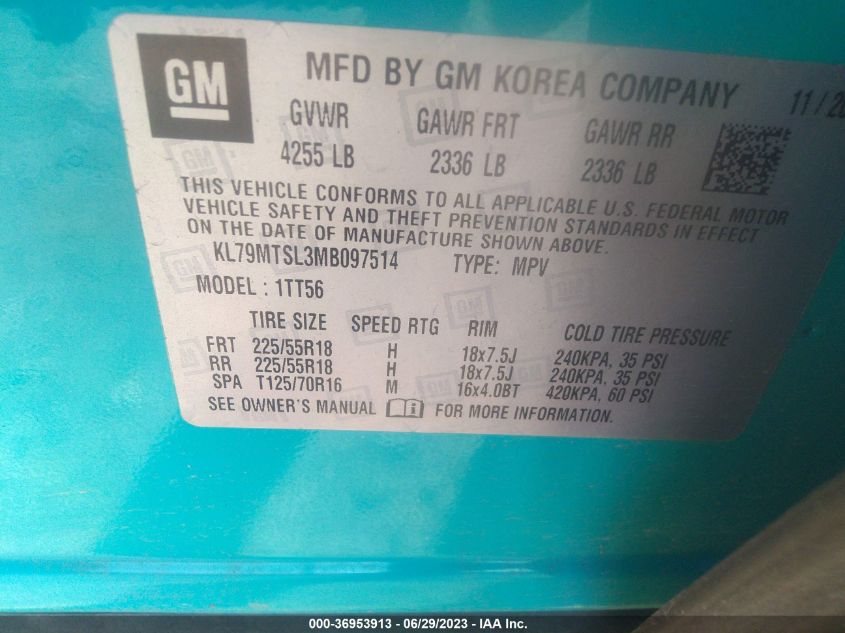 GM
MFD BY GM KOREA COMPANY 11/20
GVWR GAWR FRT GAWR RR
4255 LB 2336 LB 2336 LB
THIS VEHICLE CONFORMS TO ALL APPLICABLE U.S. FEDERAL MOTOR
VEHICLE SAFETY AND THEFT PREVENTION STANDARDS IN EFFECT
ON THE DATE OF MANUFACTURE SHOWN ABOVE.
KL79MTSL3MB097514 TYPE: MPV
MODEL: 1TT56
TIRE SIZE SPEED RTG RIM COLD TIRE PRESSURE
FRT 225/55R18 H 18x7.5J 240KPA, 35 PSI
RR 225/55R18 H 18x7.5J 240KPA, 35 PSI
SPA T125/70R16 M 16x4.0BT 420KPA, 60 PSI
SEE OWNER'S MANUAL FOR MORE INFORMATION.
000-36953913 - 06/29/2023 - IAA Inc.